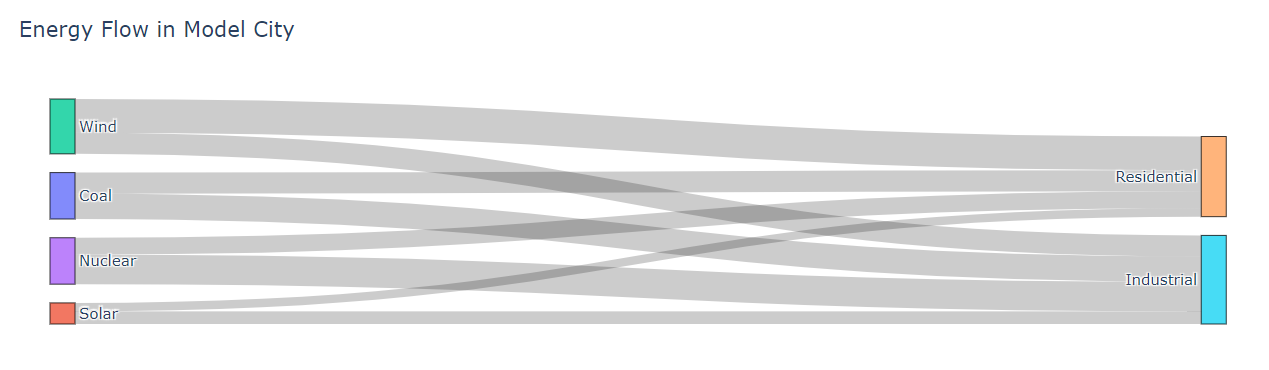 Energy Flow in Model City
Wind
Coal
Nuclear
Solar
Residential
Industrial